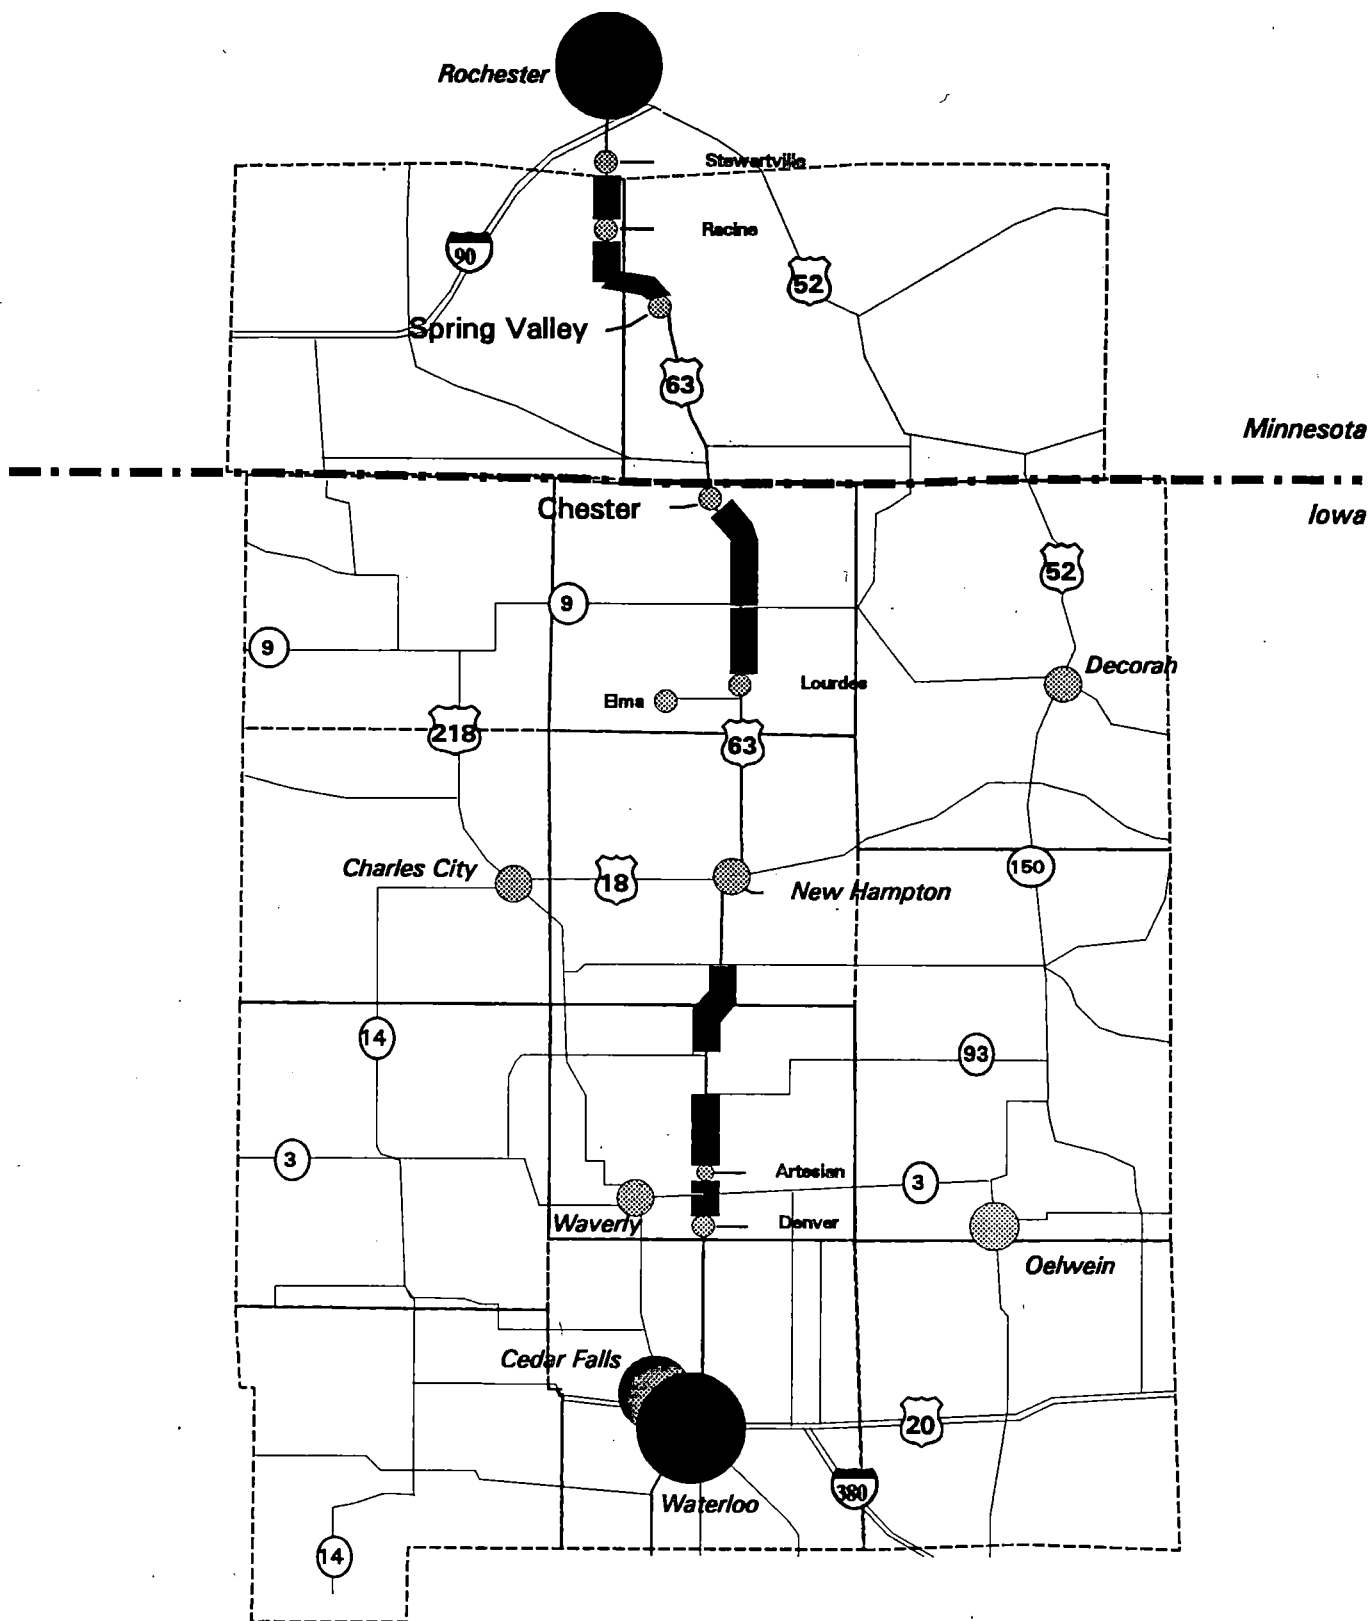 Rochester
Stewartville
Racine
90
52
Spring Valley
63
Minnesota
Chester
Iowa
52
9
9
Decorah
Lourdes
Elma
218
63
Charles City
18
New Hampton
150
14
93
3
Artesian
3
Waverly
Denver
Oelwein
Cedar Falls
20
380
Waterloo
14